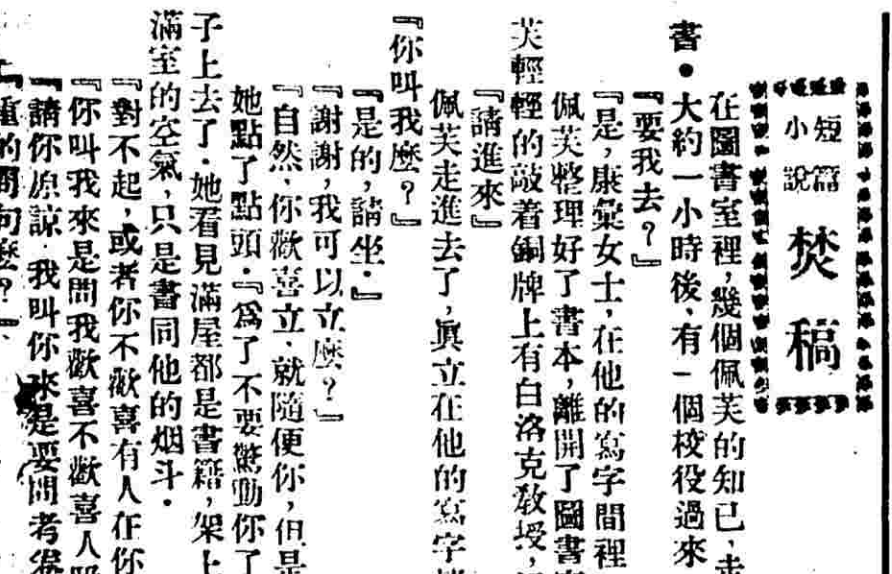 短篇小說
焚稿
在圖書室裡，幾個佩芙的知己，走
書・大約一小時後，有一個校役過來
『要我去？』
『是，康彙女士，在他的寫字間裡
佩芙整理好了書本，離開了圖書
芙輕輕的敲着銅牌上有白洛克敎授，
『請進來』
佩芙走進去了，眞立在他的寫字
『你叫我麼？』
『是的，請坐・』
『謝謝，我可以立麼？』
『自然，你歡喜立，就隨便你，但是
她點了點頭・『爲了不要驚動你了
子上去了・她看見滿屋都是書籍，架上
滿室的空氣，只是書同他的烟斗・
『對不起，或者你不歡喜有人在你
『你叫我來是問我歡喜不歡喜人
『請你原諒，我叫你來是要問考
的問句麼？』